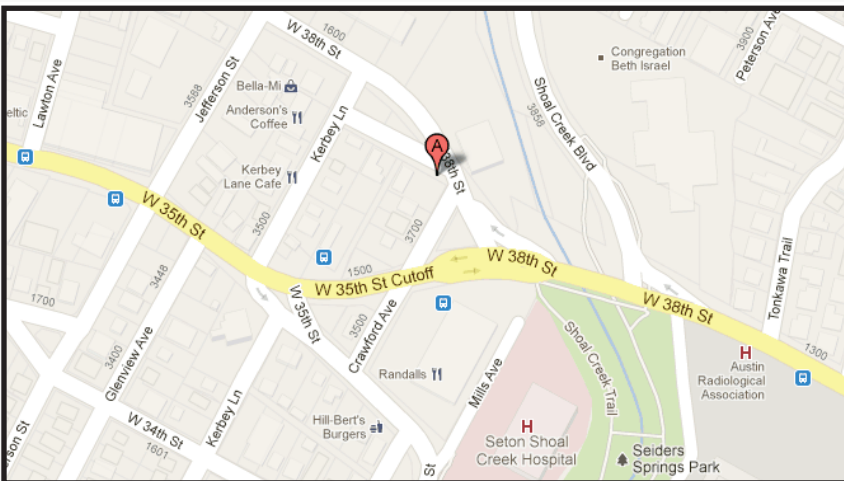 W 38th St
1600
Peterson Ave
3900
Congregation
Beth Israel
Lawton Ave
Jefferson St
3588
Bella-Mi
Anderson's
Coffee
eltic
Kerbey Ln
Shoal Creek Blvd
3858
A
38th St
Kerbey
Lane Cafe
3500
3700
W 35th St
W 38th St
1500
W 35th St Cutoff
3448
1700
W 35th St
3500
Crawford Ave
W 38th St
Tonkawa Trail
1300
3400
Glenview Ave
Randalls
Mills Ave
Shoal Creek Trail
H
Austin
Radiological
Association
W 34th St
1601
Kerbey Ln
Hill-Bert's
Burgers
H
Seton Shoal
Creek Hospital
Seiders
Springs Park
erson St
St